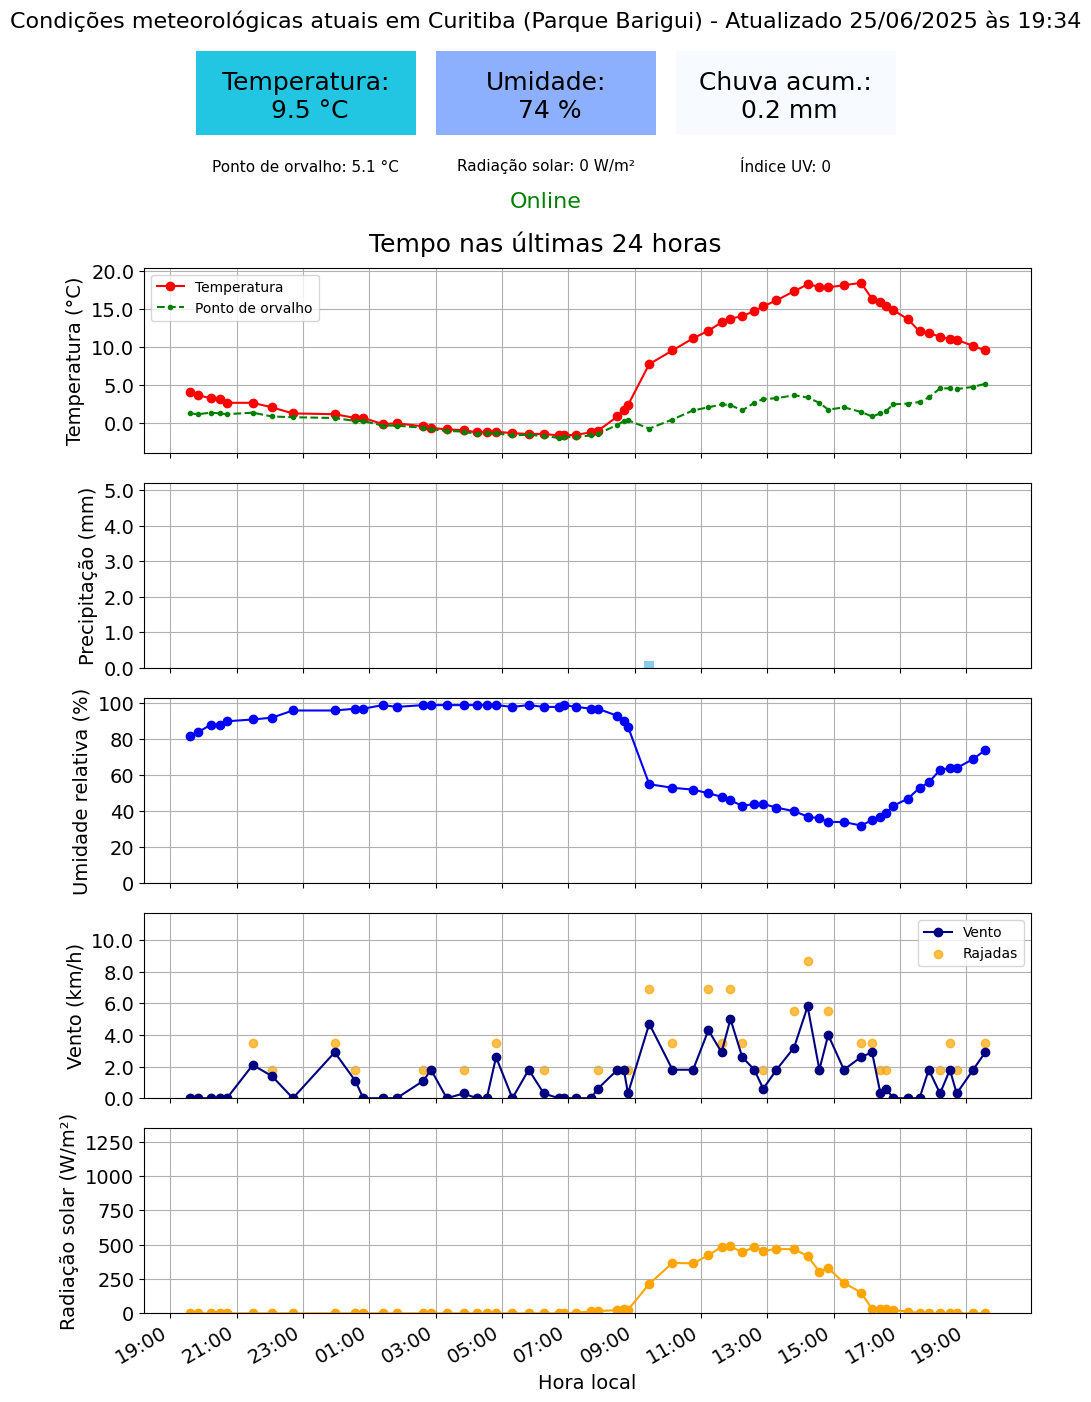 Condições meteorológicas atuais em Curitiba (Parque Barigui) - Atualizado 25/06/2025 às 19:34
Temperatura:
9.5 °C
Umidade:
74 %
Chuva acum.:
0.2 mm
Ponto de orvalho: 5.1 °C
Radiação solar: 0 W/m²
Índice UV: 0
Online
Tempo nas últimas 24 horas
Temperatura (°C)
20.0
15.0
10.0
5.0
0.0
Temperatura
Ponto de orvalho
Precipitação (mm)
5.0
4.0
3.0
2.0
1.0
0.0
Umidade relativa (%)
100
80
60
40
20
0
Vento (km/h)
10.0
8.0
6.0
4.0
2.0
0.0
Vento
Rajadas
Radiação solar (W/m²)
1250
1000
750
500
250
0
19:00
21:00
23:00
01:00
03:00
05:00
07:00
09:00
11:00
13:00
15:00
17:00
19:00
Hora local